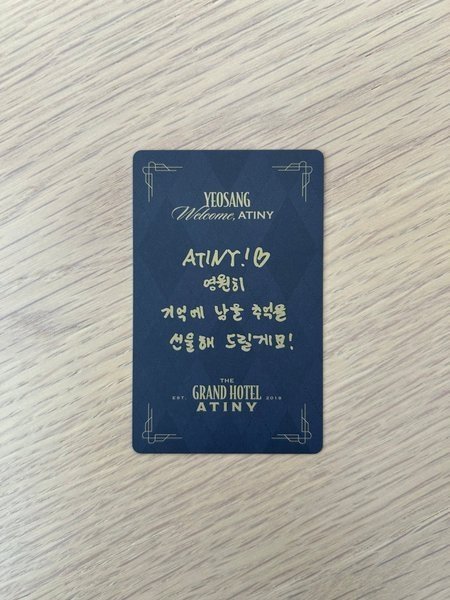 YEOSANG
Welcome, ATINY
ATINY!♡
영원히
기억에 남을 추억을
선물해 드릴게요!
THE
GRAND HOTEL
EST. 2018
ATINY